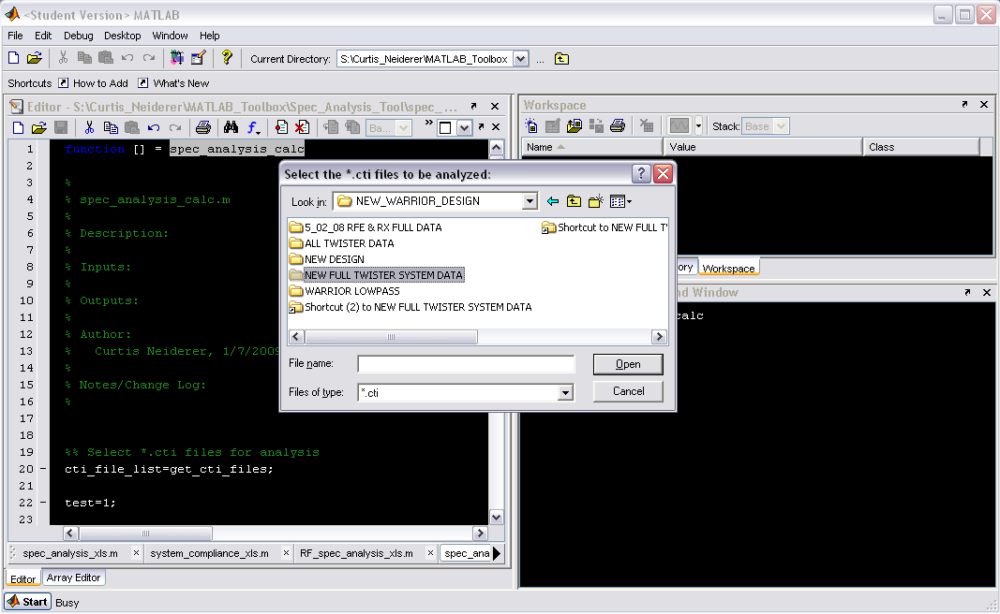 <Student Version> MATLAB
File Edit Debug Desktop Window Help
Current Directory: S:\Curtis_Neiderer\MATLAB_Toolbox ...
Shortcuts How to Add What's New
Editor - S:\Curtis_Neiderer\MATLAB_Toolbox\Spec_Analysis_Tool\spec_...
Ba...
1 function [] = spec_analysis_calc
2
3 %
4 % spec_analysis_calc.m
5 %
6 % Description:
7 %
8 % Inputs:
9 %
10 % Outputs:
11 %
12 % Author:
13 % Curtis Neiderer, 1/7/2009
14 %
15 % Notes/Change Log:
16 %
17
18
19 %% Select *.cti files for analysis
20 - cti_file_list=get_cti_files;
21
22 - test=1;
23
spec_analysis_xls.m × system_compliance_xls.m × RF_spec_analysis_xls.m × spec_ana
Editor Array Editor
Start Busy
Workspace
Stack: Base
Name Value Class
ory Workspace
nd Window
calc
Select the *.cti files to be analyzed:
Look in: NEW_WARRIOR_DESIGN
5_02_08 RFE & RX FULL DATA
ALL TWISTER DATA
NEW DESIGN
NEW FULL TWISTER SYSTEM DATA
WARRIOR LOWPASS
Shortcut (2) to NEW FULL TWISTER SYSTEM DATA
Shortcut to NEW FULL T
File name:
Open
Files of type: *.cti
Cancel